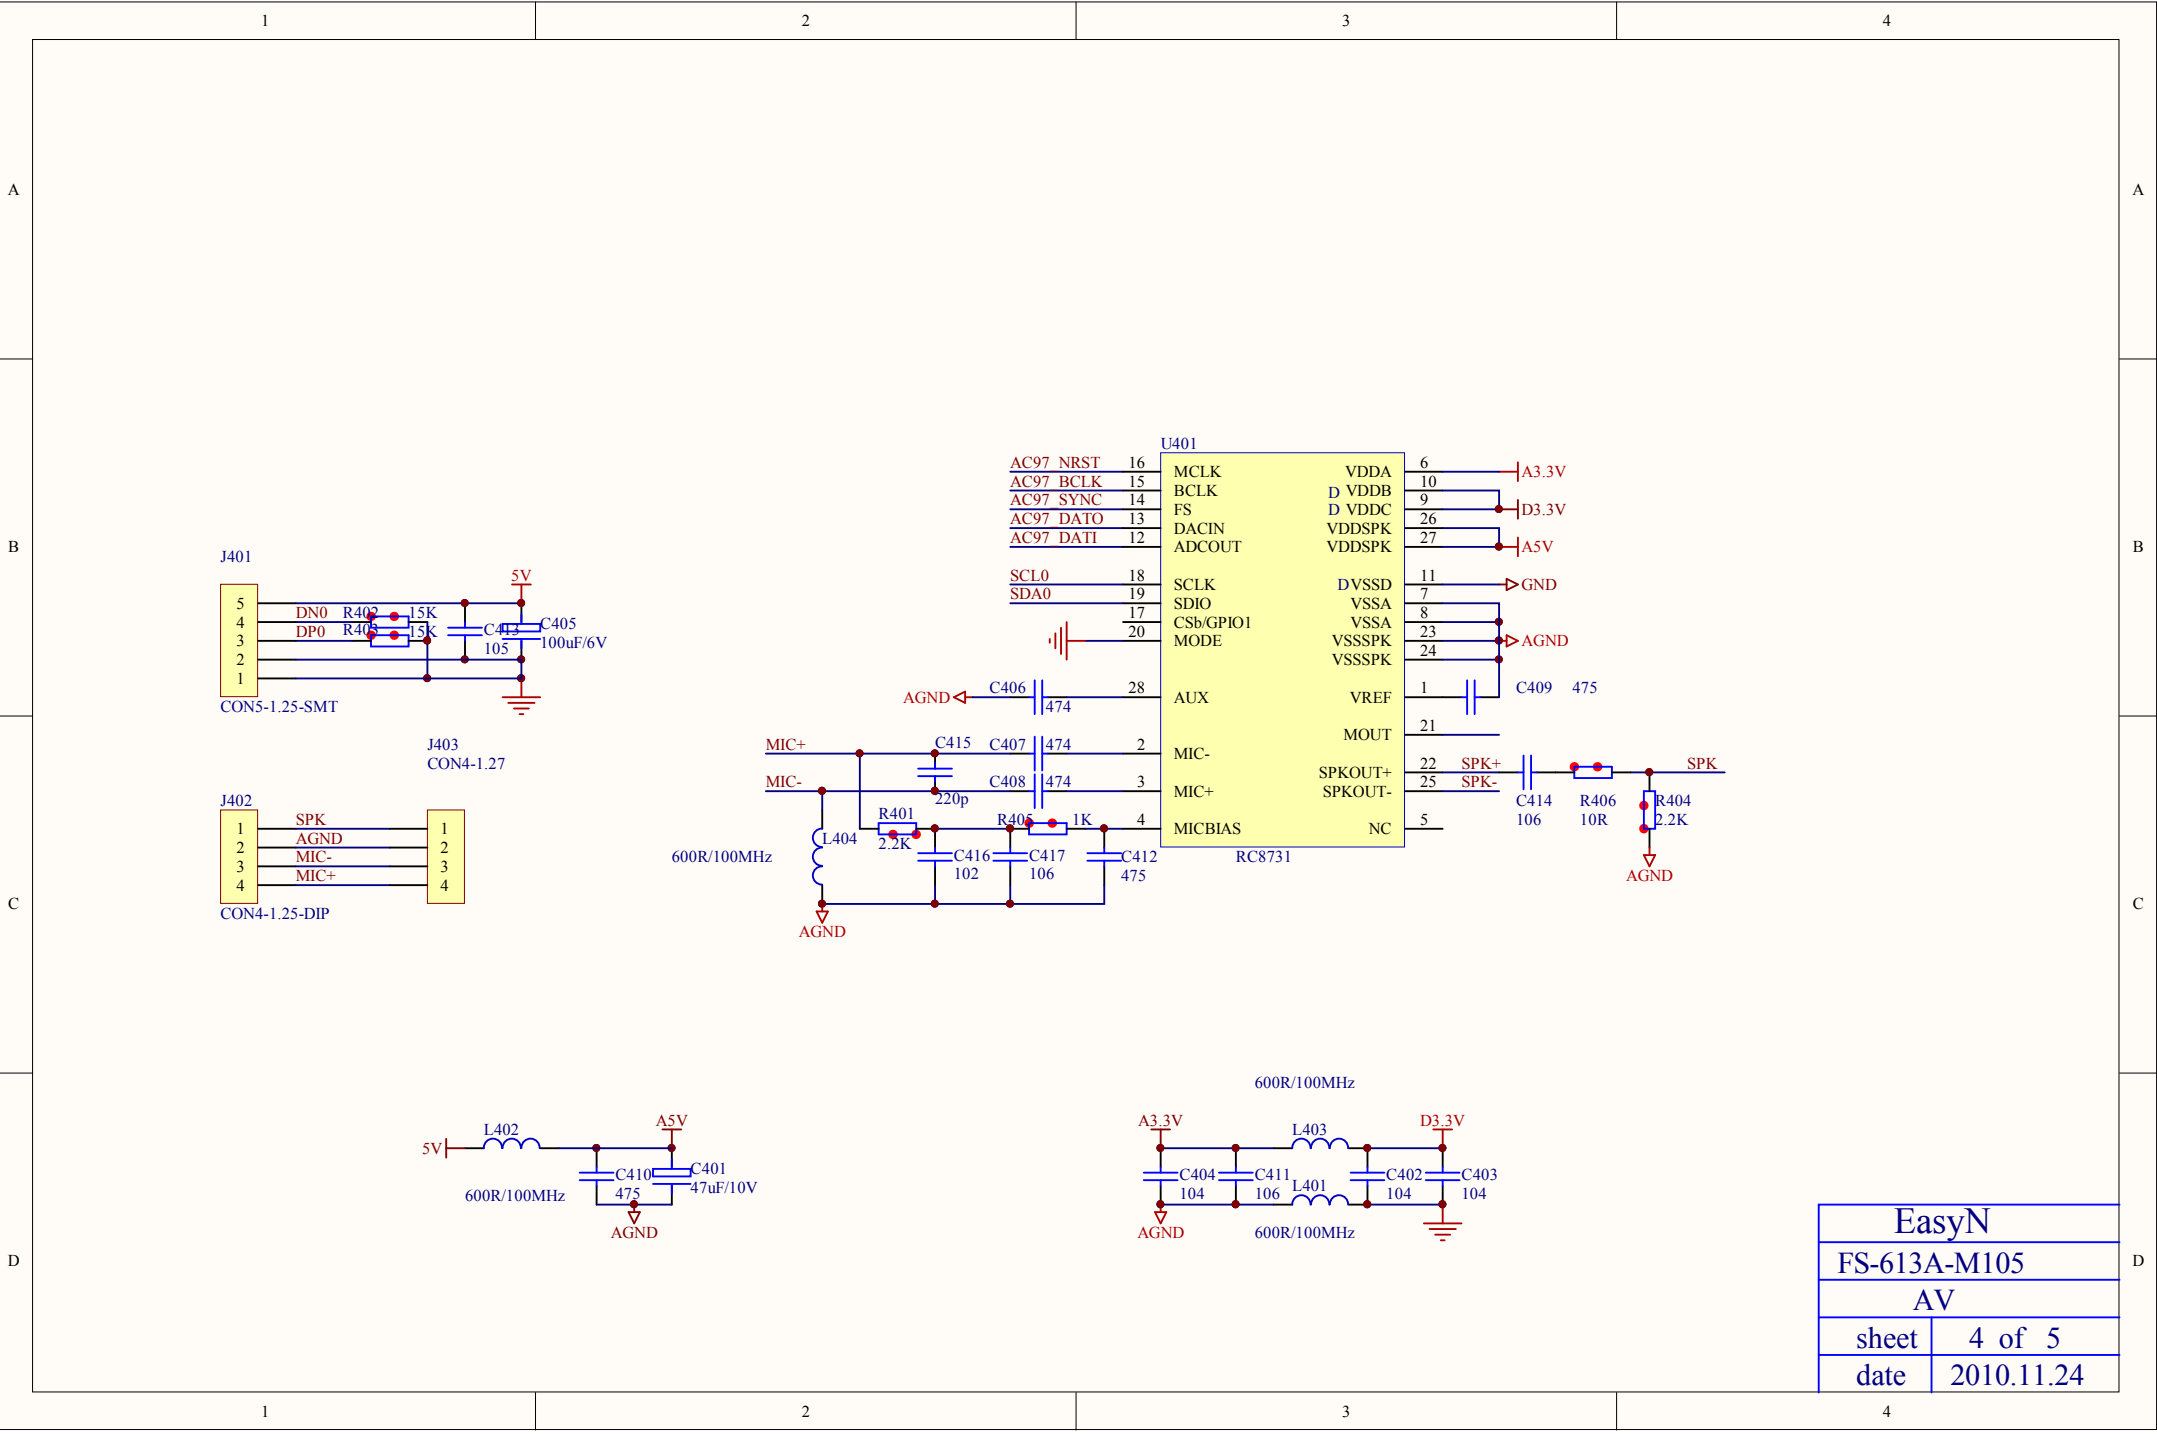 1 2 3 4
A A
B B
C C
D D
J401
5
4
3
2
1
CON5-1.25-SMT
DN0 R402 15K
DP0 R403 15K
C413
105
5V
C405
100uF/6V
J403
CON4-1.27
J402
1 SPK 1
2 AGND 2
3 MIC- 3
4 MIC+ 4
CON4-1.25-DIP
U401
AC97_NRST 16 MCLK
AC97_BCLK 15 BCLK
AC97_SYNC 14 FS
AC97_DATO 13 DACIN
AC97_DATI 12 ADCOUT
SCL0 18 SCLK
SDA0 19 SDIO
17 CSb/GPIO1
20 MODE
AGND C406 474 28 AUX
MIC+ C415 C407 474 2 MIC-
MIC- 220p C408 474 3 MIC+
R401 2.2K R405 1K 4 MICBIAS
600R/100MHz L404
C416
102
C417
106
C412
475
AGND
VDDA 6 A3.3V
D VDDB 10
D VDDC 9 D3.3V
VDDSPK 26
VDDSPK 27 A5V
DVSSD 11 GND
VSSA 7
VSSA 8
VSSSPK 23 AGND
VSSSPK 24
VREF 1 C409 475
MOUT 21
SPKOUT+ 22 SPK+ SPK
SPKOUT- 25 SPK-
NC 5
RC8731
C414
106
R406
10R
R404
2.2K
AGND
5V L402 A5V
600R/100MHz
C410
475
C401
47uF/10V
AGND
600R/100MHz
A3.3V L403 D3.3V
C404
104
C411
106
L401
C402
104
C403
104
AGND
600R/100MHz
EasyN
FS-613A-M105
AV
sheet 4 of 5
date 2010.11.24
1 2 3 4